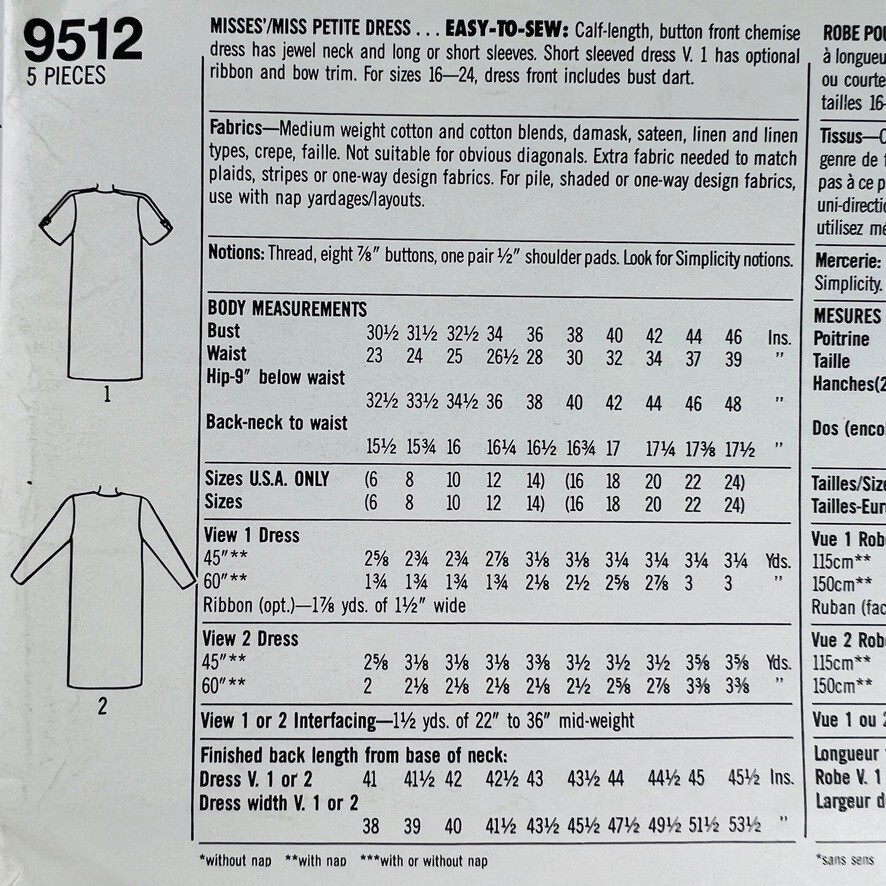 9512
5 PIECES
1
2
MISSES'/MISS PETITE DRESS . . . EASY-TO-SEW: Calf-length, button front chemise
dress has jewel neck and long or short sleeves. Short sleeved dress V. 1 has optional
ribbon and bow trim. For sizes 16—24, dress front includes bust dart.
Fabrics—Medium weight cotton and cotton blends, damask, sateen, linen and linen
types, crepe, faille. Not suitable for obvious diagonals. Extra fabric needed to match
plaids, stripes or one-way design fabrics. For pile, shaded or one-way design fabrics,
use with nap yardages/layouts.
Notions: Thread, eight ⅞" buttons, one pair ½" shoulder pads. Look for Simplicity notions.
BODY MEASUREMENTS
Bust 30½ 31½ 32½ 34 36 38 40 42 44 46 Ins.
Waist 23 24 25 26½ 28 30 32 34 37 39 "
Hip-9" below waist
32½ 33½ 34½ 36 38 40 42 44 46 48 "
Back-neck to waist
15½ 15¾ 16 16¼ 16½ 16¾ 17 17¼ 17⅜ 17½ "
Sizes U.S.A. ONLY (6 8 10 12 14) (16 18 20 22 24)
Sizes (6 8 10 12 14) (16 18 20 22 24)
View 1 Dress
45"** 2⅝ 2¾ 2¾ 2⅞ 3⅛ 3⅛ 3¼ 3¼ 3¼ 3¼ Yds.
60"** 1¾ 1¾ 1¾ 1¾ 2⅛ 2½ 2⅝ 2⅞ 3 3 "
Ribbon (opt.)—1⅞ yds. of 1½" wide
View 2 Dress
45"** 2⅝ 3⅛ 3⅛ 3⅛ 3⅜ 3½ 3½ 3½ 3⅝ 3⅝ Yds.
60"** 2 2⅛ 2⅛ 2⅛ 2⅛ 2½ 2⅝ 2⅞ 3⅜ 3⅜ "
View 1 or 2 Interfacing—1½ yds. of 22" to 36" mid-weight
Finished back length from base of neck:
Dress V. 1 or 2 41 41½ 42 42½ 43 43½ 44 44½ 45 45½ Ins.
Dress width V. 1 or 2
38 39 40 41½ 43½ 45½ 47½ 49½ 51½ 53½ "
*without nap **with nap ***with or without nap
ROBE POU
à longueu
ou courte
tailles 16-
Tissus—C
genre de f
pas à ce p
uni-directi
utilisez mê
Mercerie:
Simplicity.
MESURES
Poitrine
Taille
Hanches(2
Dos (enco
Tailles/Size
Tailles-Eur
Vue 1 Rob
115cm**
150cm**
Ruban (fac
Vue 2 Rob
115cm**
150cm**
Vue 1 ou 2
Longueur
Robe V. 1
Largeur d
*sans sens